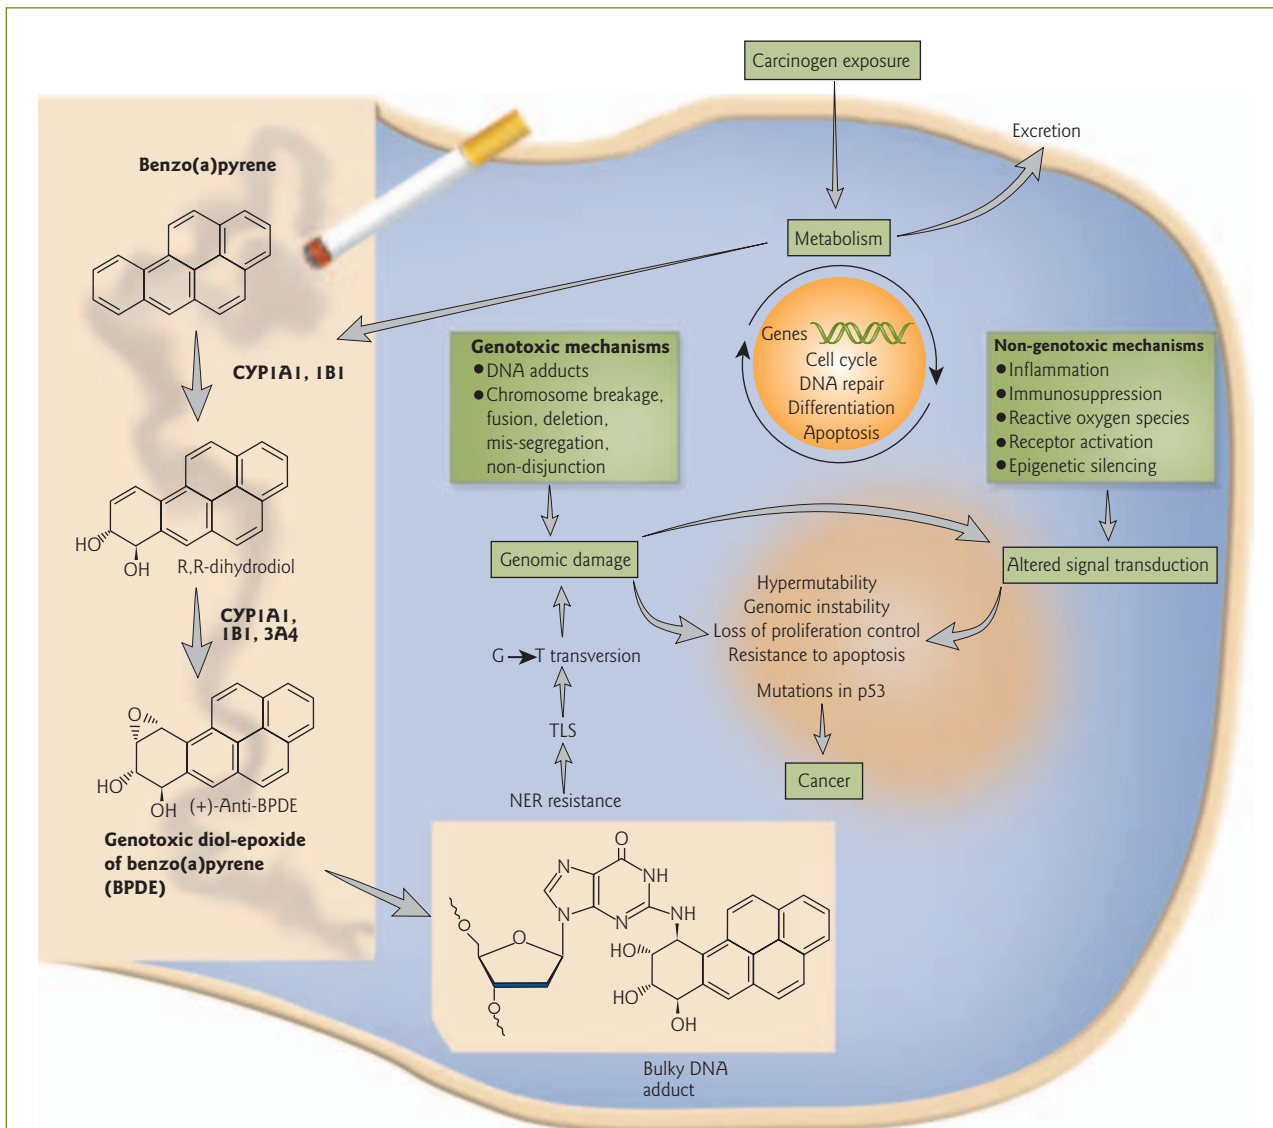 Carcinogen exposure
Excretion
Metabolism
Benzo(a)pyrene
CYP1A1, 1B1
R,R-dihydrodiol
HO
OH
CYP1A1,
1B1, 3A4
O
HO
OH
(+)-Anti-BPDE
Genotoxic diol-epoxide
of benzo(a)pyrene
(BPDE)
Genotoxic mechanisms
● DNA adducts
● Chromosome breakage,
fusion, deletion,
mis-segregation,
non-disjunction
Genes
Cell cycle
DNA repair
Differentiation
Apoptosis
Non-genotoxic mechanisms
● Inflammation
● Immunosuppression
● Reactive oxygen species
● Receptor activation
● Epigenetic silencing
Genomic damage
Altered signal transduction
Hypermutability
Genomic instability
Loss of proliferation control
Resistance to apoptosis
Mutations in p53
Cancer
G→T transversion
TLS
NER resistance
O
N
NH
N
N
NH
O
O
O
HO
HO
OH
Bulky DNA
adduct